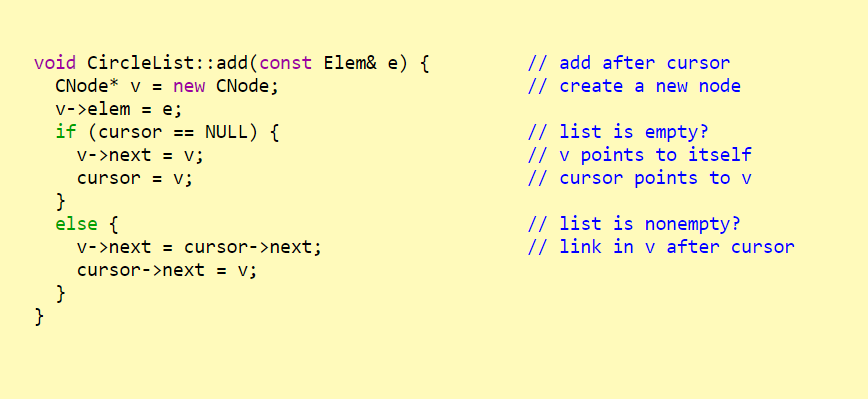 void CircleList::add(const Elem& e) { // add after cursor
CNode* v = new CNode; // create a new node
v->elem = e;
if (cursor == NULL) { // list is empty?
v->next = v; // v points to itself
cursor = v; // cursor points to v
}
else { // list is nonempty?
v->next = cursor->next; // link in v after cursor
cursor->next = v;
}
}